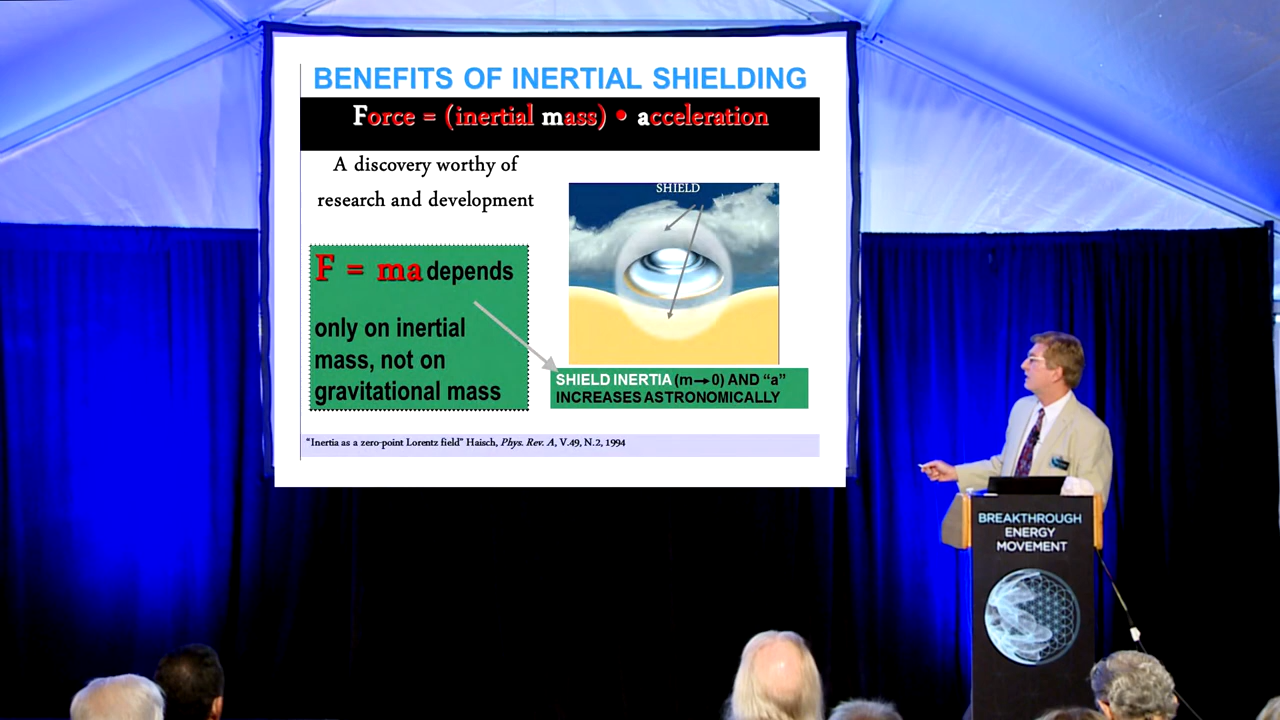 BENEFITS OF INERTIAL SHIELDING
Force = (inertial mass) • acceleration
A discovery worthy of
research and development
F = ma depends
only on inertial
mass, not on
gravitational mass
SHIELD
SHIELD INERTIA (m→0) AND “a”
INCREASES ASTRONOMICALLY
“Inertia as a zero-point Lorentz field” Haisch, Phys. Rev. A, V.49, N.2, 1994
BREAKTHROUGH
ENERGY
MOVEMENT